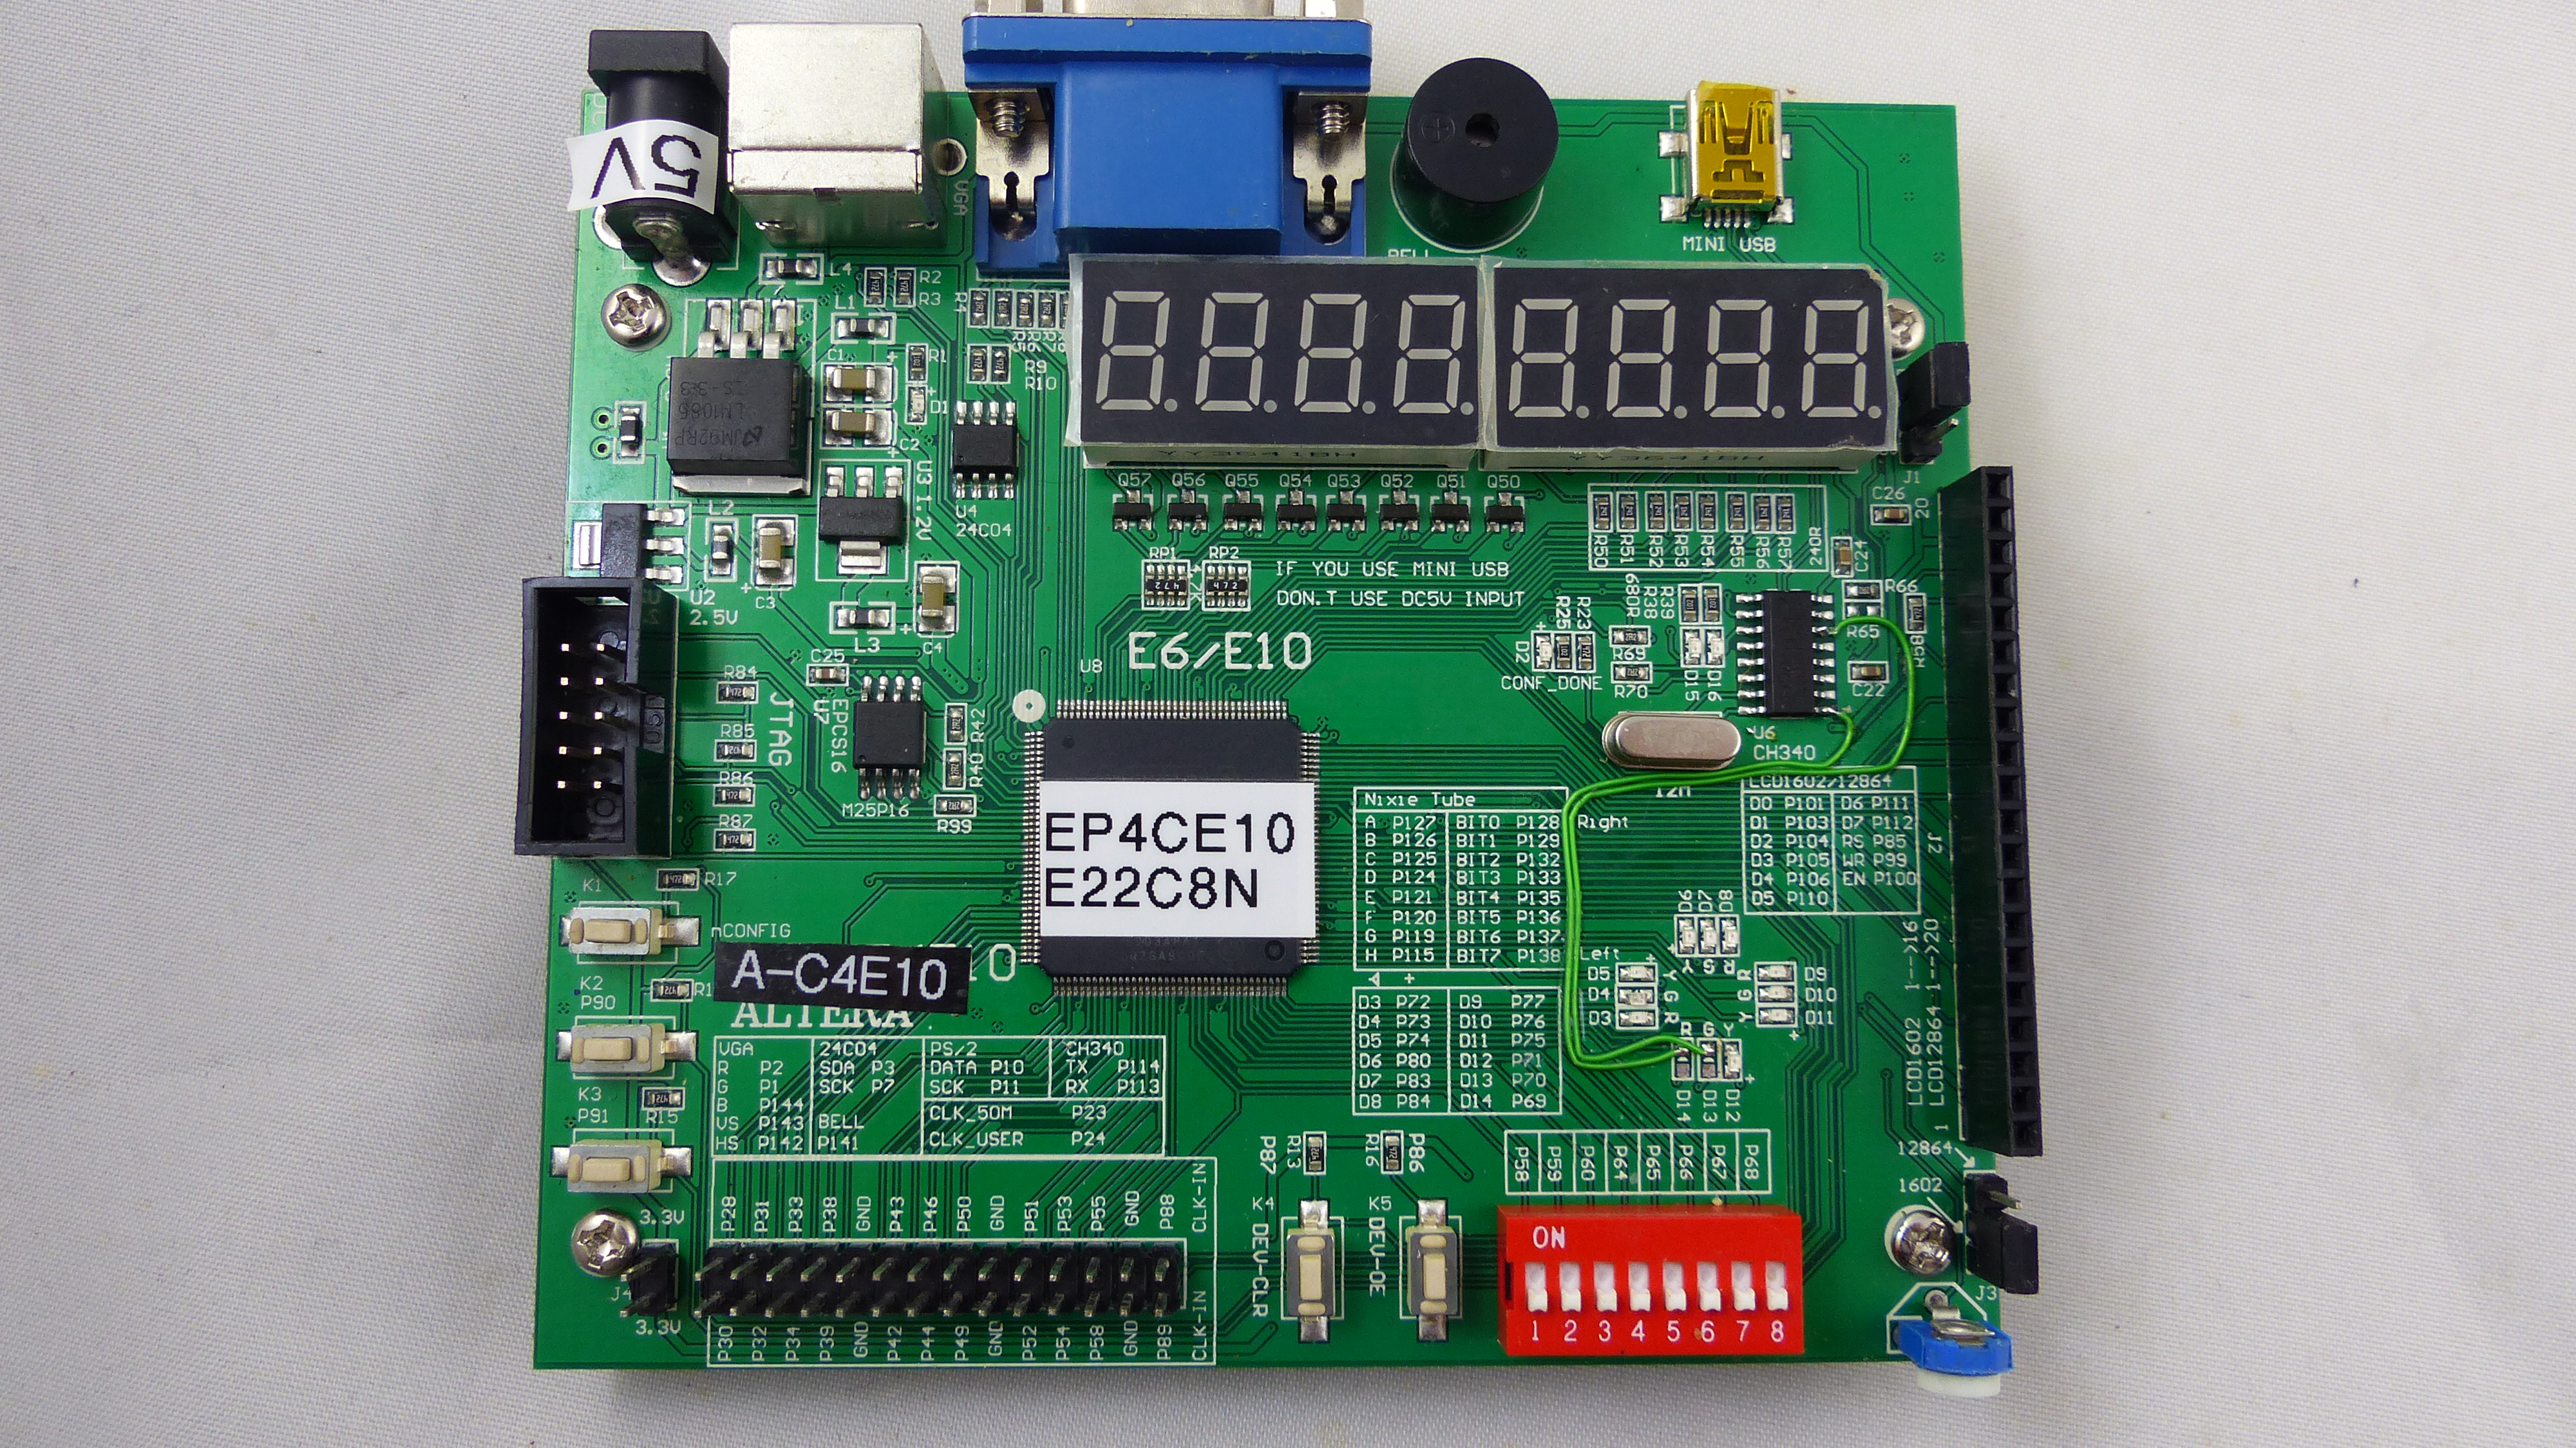 5V
VGA
BELL
MINI USB
L4
R2
R3
L1
R4
C1
R1
D1
C2
R9
R10
LM1086
IS-3.3
JM92RP
U3 1.2V
U4
24C04
YY3641BH
YY3641BH
J1
Q57 Q56 Q55 Q54 Q53 Q52 Q51 Q50
R50 R51 R52 R53 R54 R55 R56 R57
240R
C26
20
C24
L2
C3
U2
2.5V
L3
C4
RP1 RP2
IF YOU USE MINI USB
DON.T USE DC5V INPUT
E6/E10
U8
680R
R38
R39
R25
R23
D2
R69
R70
CONF_DONE
D15
D16
R66
R65
R58
C22
U6
CH340
12M
C25
U7
EPCS16
M25P16
R42
R40
R99
JTAG
R84
R85
R86
R87
EP4CE10
E22C8N
Nixie Tube
A P127 BIT0 P128 Right
B P126 BIT1 P129
C P125 BIT2 P132
D P124 BIT3 P133
E P121 BIT4 P135
F P120 BIT5 P136
G P119 BIT6 P137
H P115 BIT7 P138 Left
LCD1602/12864
D0 P101 D6 P111
D1 P103 D7 P112
D2 P104 RS P85
D3 P105 WR P99
D4 P106 EN P100
D5 P110
J2
LCD1602 1-->16
LCD12864 1-->20
1
K1
R17
nCONFIG
A-C4E10
ALTERA
K2
P90
K3
P91
R15
D3 P72 D9 P77
D4 P73 D10 P76
D5 P74 D11 P75
D6 P80 D12 P71
D7 P83 D13 P70
D8 P84 D14 P69
D6 D7 D8
Y G R
D5 Y
D4 G
D3 R
R D9
G D10
Y D11
R G Y
D14 D13 D12
VGA 24C04 PS/2 CH340
R P2 SDA P3 DATA P10 TX P114
G P1 SCK P7 SCK P11 RX P113
B P144
VS P143 BELL CLK_50M P23
HS P142 P141 CLK_USER P24
P28 P31 P33 P38 GND P43 P46 P50 GND P51 P53 P55 GND P88 CLK-IN
P30 P32 P34 P39 GND P42 P44 P49 GND P52 P54 P58 GND P89 CLK-IN
3.3V
J4
3.3V
P87
R13
R16
P86
K4
DEV-CLR
K5
DEV-OE
P58 P59 P60 P64 P65 P66 P67 P68
ON
1 2 3 4 5 6 7 8
12864
1602
J3